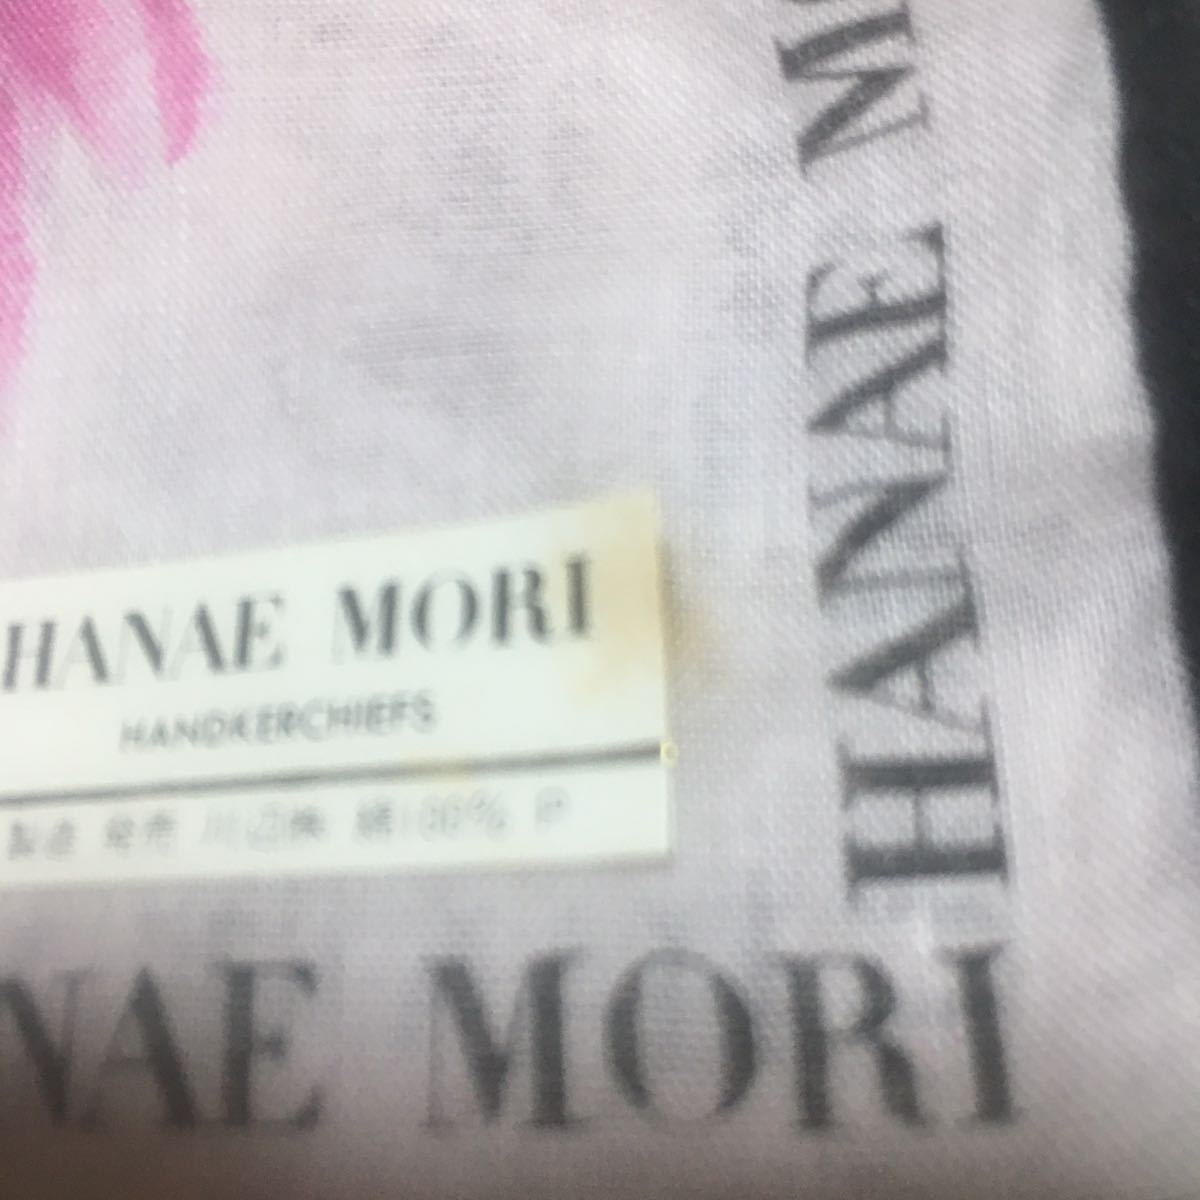 HANAE M
HANAE MORI
HANDKERCHIEFS
製造 発売 川辺㈱ 綿100% P
NAE MORI